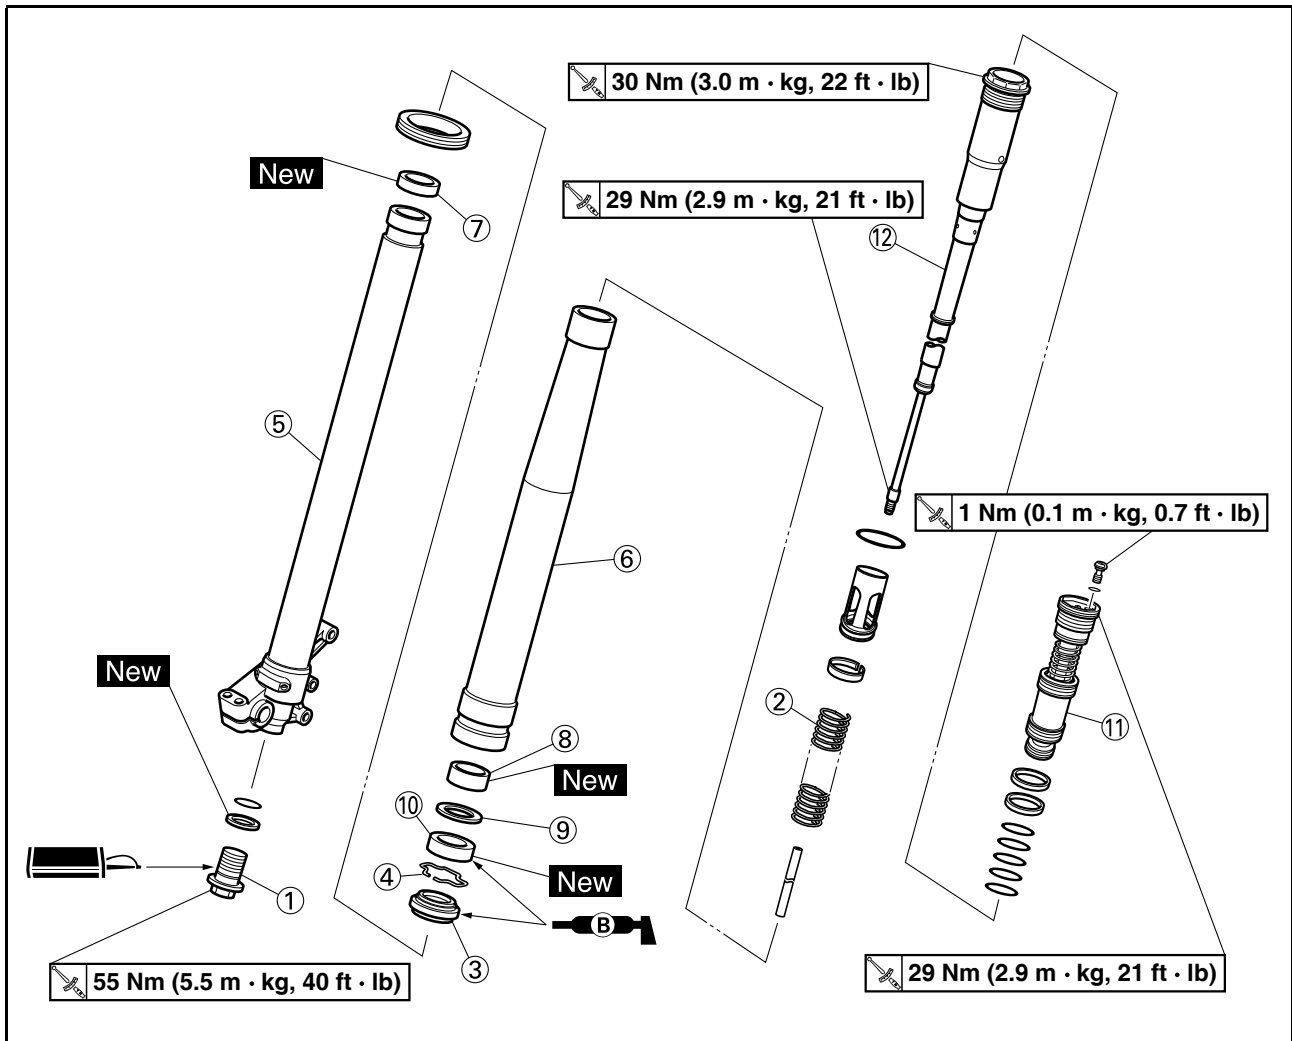 30 Nm (3.0 m · kg, 22 ft · lb)
New
29 Nm (2.9 m · kg, 21 ft · lb)
⑦
⑫
⑤
1 Nm (0.1 m · kg, 0.7 ft · lb)
⑥
New
②
⑪
⑧
New
⑩
⑨
④
New
①
B
③
55 Nm (5.5 m · kg, 40 ft · lb)
29 Nm (2.9 m · kg, 21 ft · lb)